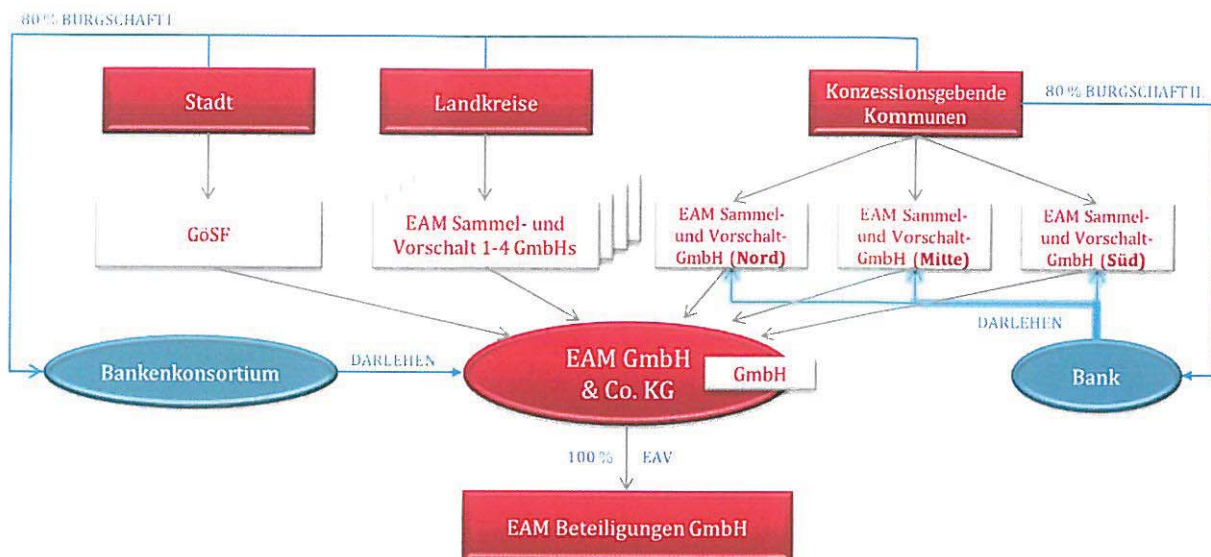 80 % BÜRGSCHAFT I.
Stadt
Landkreise
Konzessionsgebende
Kommunen
80 % BÜRGSCHAFT II.
GöSF
EAM Sammel- und
Vorschalt 1-4 GmbHs
EAM Sammel-
und Vorschalt-
GmbH (Nord)
EAM Sammel-
und Vorschalt-
GmbH (Mitte)
EAM Sammel-
und Vorschalt-
GmbH (Süd)
DARLEHEN
Bankenkonsortium
DARLEHEN
EAM GmbH
& Co. KG
GmbH
Bank
100 % EAV
EAM Beteiligungen GmbH